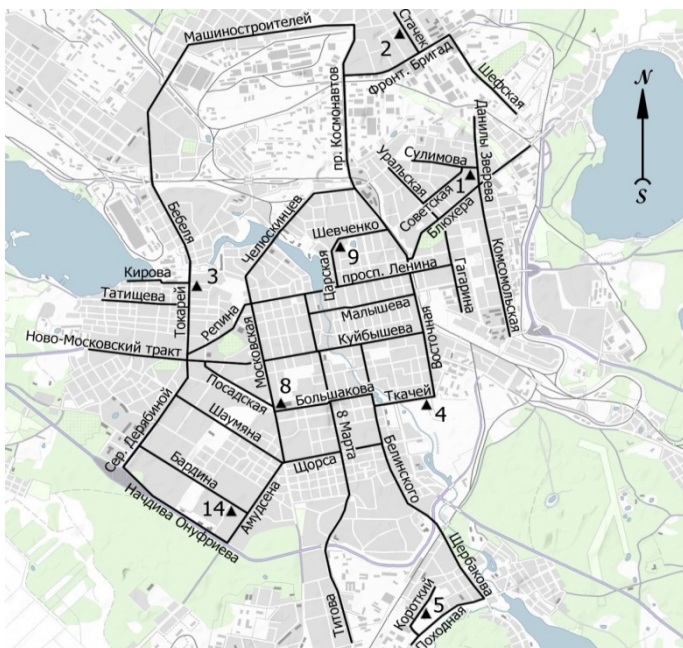 Машиностроителей
Стачек
2
Фронт. Бригад
Шефская
пр. Космонавтов
N
S
Данилы Зверева
Сулимова
Уральская
1
Советская
Блюхера
Бебеля
Челюскинцев
Шевченко
9
Царская
просп. Ленина
Гагарина
Комсомольская
Кирова
3
Татищева
Токарей
Репина
Малышева
Куйбышева
Восточная
Ново-Московский тракт
Московская
Посадская
8
Большакова
Ткачей
4
Шаумяна
8 Марта
Сер. Дерябиной
Бардина
Щорса
Белинского
14
Амудсена
Начдива Онуфриева
Щербакова
Титова
Короткий
5
Походная